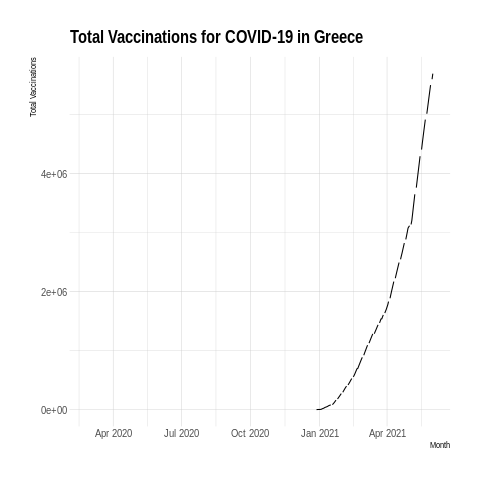 Total Vaccinations for COVID-19 in Greece
Total Vaccinations
4e+06
2e+06
0e+00
Apr 2020 Jul 2020 Oct 2020 Jan 2021 Apr 2021
Month